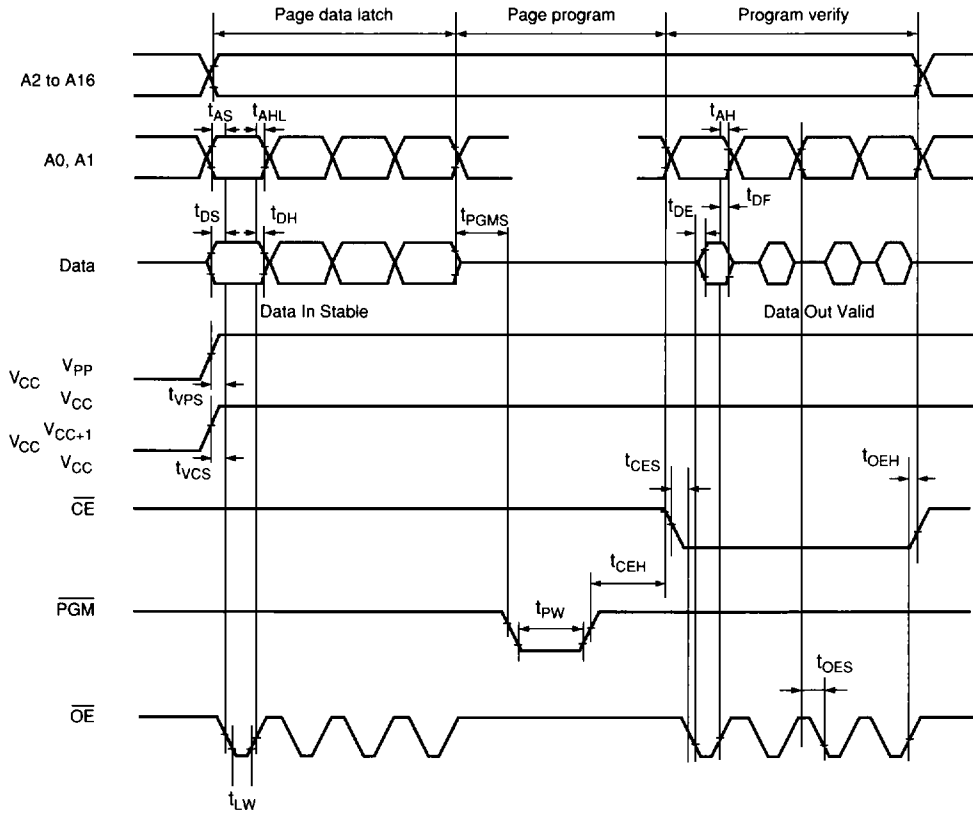 Page data latch Page program Program verify
A2 to A16
tAS tAHL tAH
A0, A1
tDS tDH tPGMS tDE tDF
Data
Data In Stable Data Out Valid
VPP
VCC
tVPS
VCC
VCC+1
VCC
VCC
tVCS tCES tOEH
CE
tCEH
PGM
tPW
tOES
OE
tLW